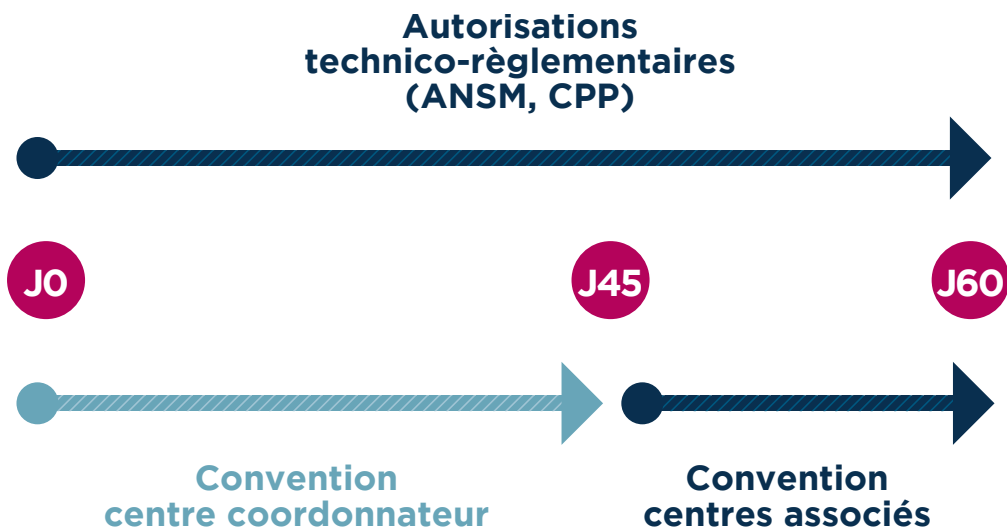 Autorisations
technico-règlementaires
(ANSM, CPP)
J0
J45
J60
Convention
centre coordonnateur
Convention
centres associés